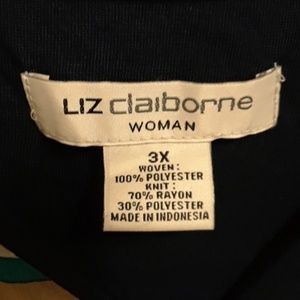 LIZ claiborne
WOMAN
3X
WOVEN:
100% POLYESTER
KNIT:
70% RAYON
30% POLYESTER
MADE IN INDONESIA